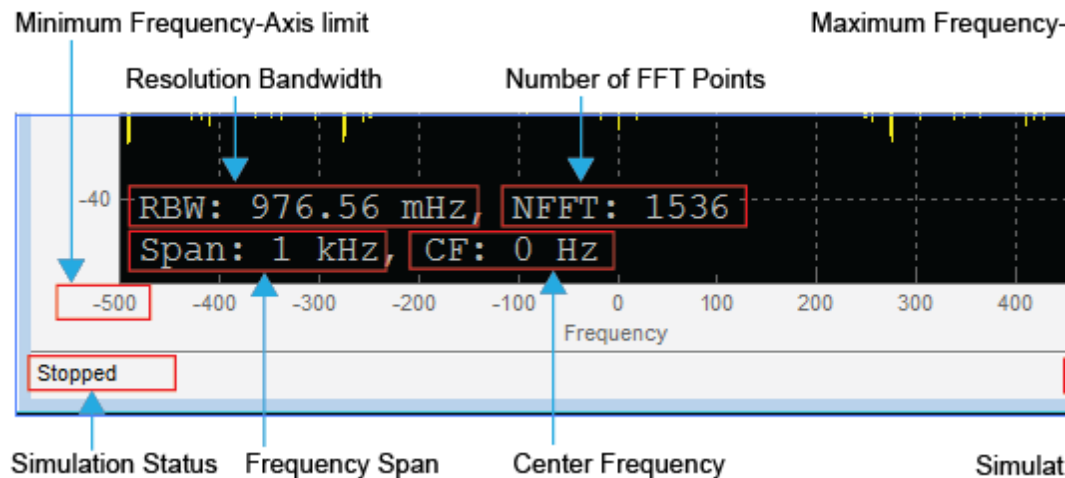 Minimum Frequency-Axis limit
Maximum Frequency-
Resolution Bandwidth
Number of FFT Points
-40
RBW: 976.56 mHz, NFFT: 1536
Span: 1 kHz, CF: 0 Hz
-500 -400 -300 -200 -100 0 100 200 300 400
Frequency
Stopped
Simulation Status
Frequency Span
Center Frequency
Simulat